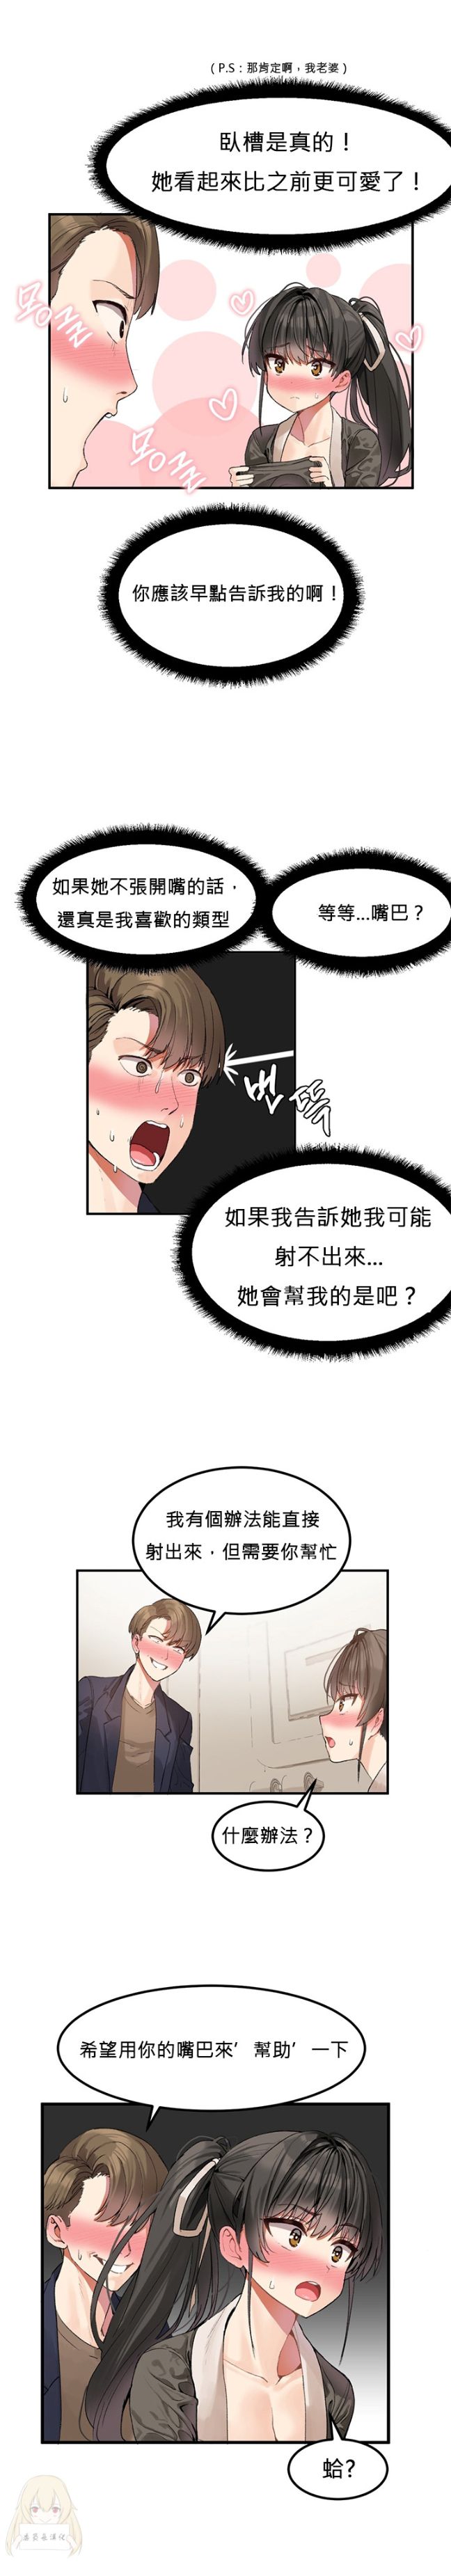 （P.S：那肯定啊，我老婆）
臥槽是真的！
她看起來比之前更可愛了！
몽글
몽글
你應該早點告訴我的啊！
如果她不張開嘴的話，
還真是我喜歡的類型
等等...嘴巴？
번뜩
如果我告訴她我可能
射不出來...
她會幫我的是吧？
我有個辦法能直接
射出來，但需要你幫忙
什麼辦法？
希望用你的嘴巴來’幫助’一下
蛤?